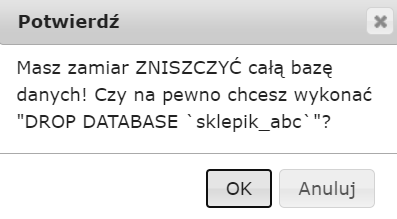 Potwierdź
Masz zamiar ZNISZCZYĆ całą bazę
danych! Czy na pewno chcesz wykonać
"DROP DATABASE `sklepik_abc`"?
OK
Anuluj